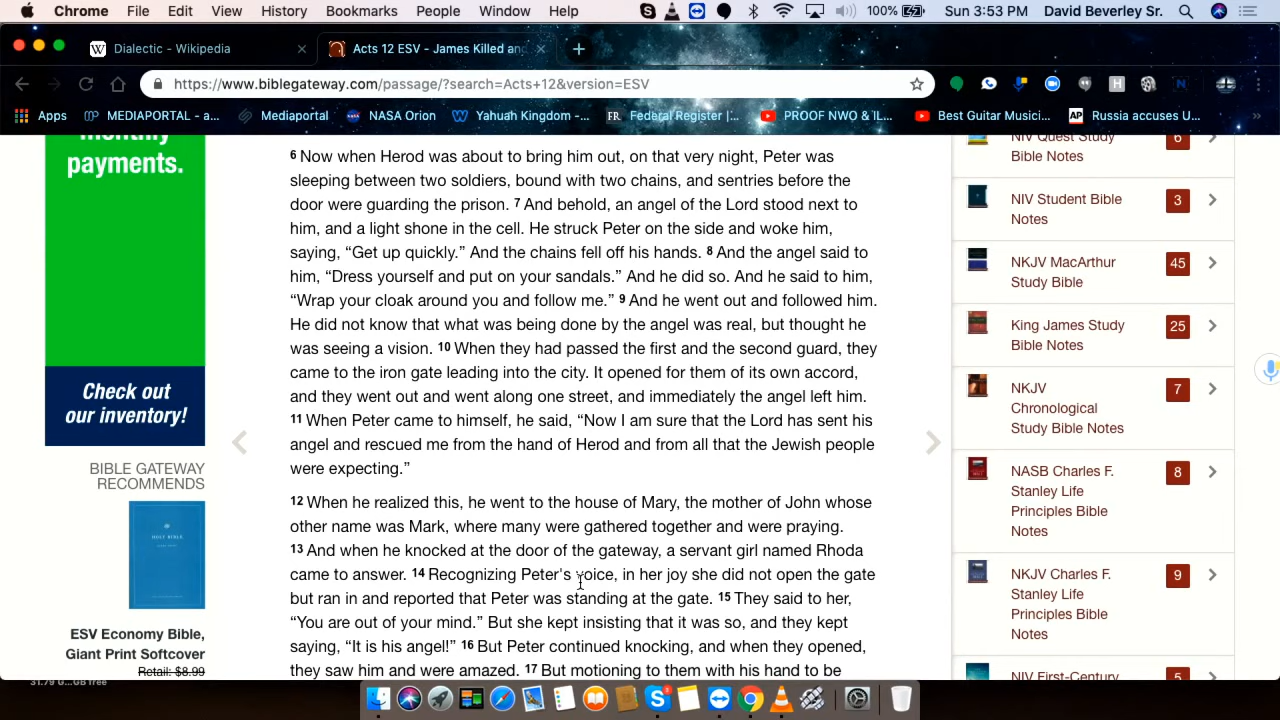 Chrome File Edit View History Bookmarks People Window Help 100% Sun 3:53 PM David Beverley Sr.
Dialectic - Wikipedia Acts 12 ESV - James Killed and
https://www.biblegateway.com/passage/?search=Acts+12&version=ESV
Apps MEDIAPORTAL - a... Mediaportal NASA Orion Yahuah Kingdom -... Federal Register |... PROOF NWO & IL... Best Guitar Musici... Russia accuses U...
monthly
payments.
Check out
our inventory!
BIBLE GATEWAY
RECOMMENDS
HOLY BIBLE
ESV Economy Bible,
Giant Print Softcover
Retail: $8.99
31.79 G...GB free
6 Now when Herod was about to bring him out, on that very night, Peter was
sleeping between two soldiers, bound with two chains, and sentries before the
door were guarding the prison. 7 And behold, an angel of the Lord stood next to
him, and a light shone in the cell. He struck Peter on the side and woke him,
saying, “Get up quickly.” And the chains fell off his hands. 8 And the angel said to
him, “Dress yourself and put on your sandals.” And he did so. And he said to him,
“Wrap your cloak around you and follow me.” 9 And he went out and followed him.
He did not know that what was being done by the angel was real, but thought he
was seeing a vision. 10 When they had passed the first and the second guard, they
came to the iron gate leading into the city. It opened for them of its own accord,
and they went out and went along one street, and immediately the angel left him.
11 When Peter came to himself, he said, “Now I am sure that the Lord has sent his
angel and rescued me from the hand of Herod and from all that the Jewish people
were expecting.”
12 When he realized this, he went to the house of Mary, the mother of John whose
other name was Mark, where many were gathered together and were praying.
13 And when he knocked at the door of the gateway, a servant girl named Rhoda
came to answer. 14 Recognizing Peter's voice, in her joy she did not open the gate
but ran in and reported that Peter was standing at the gate. 15 They said to her,
“You are out of your mind.” But she kept insisting that it was so, and they kept
saying, “It is his angel!” 16 But Peter continued knocking, and when they opened,
they saw him and were amazed. 17 But motioning to them with his hand to be
NIV Quest Study 6
Bible Notes
NIV Student Bible 3
Notes
NKJV MacArthur 45
Study Bible
King James Study 25
Bible Notes
NKJV 7
Chronological
Study Bible Notes
NASB Charles F. 8
Stanley Life
Principles Bible
Notes
NKJV Charles F. 9
Stanley Life
Principles Bible
Notes
NIV First-Century 5